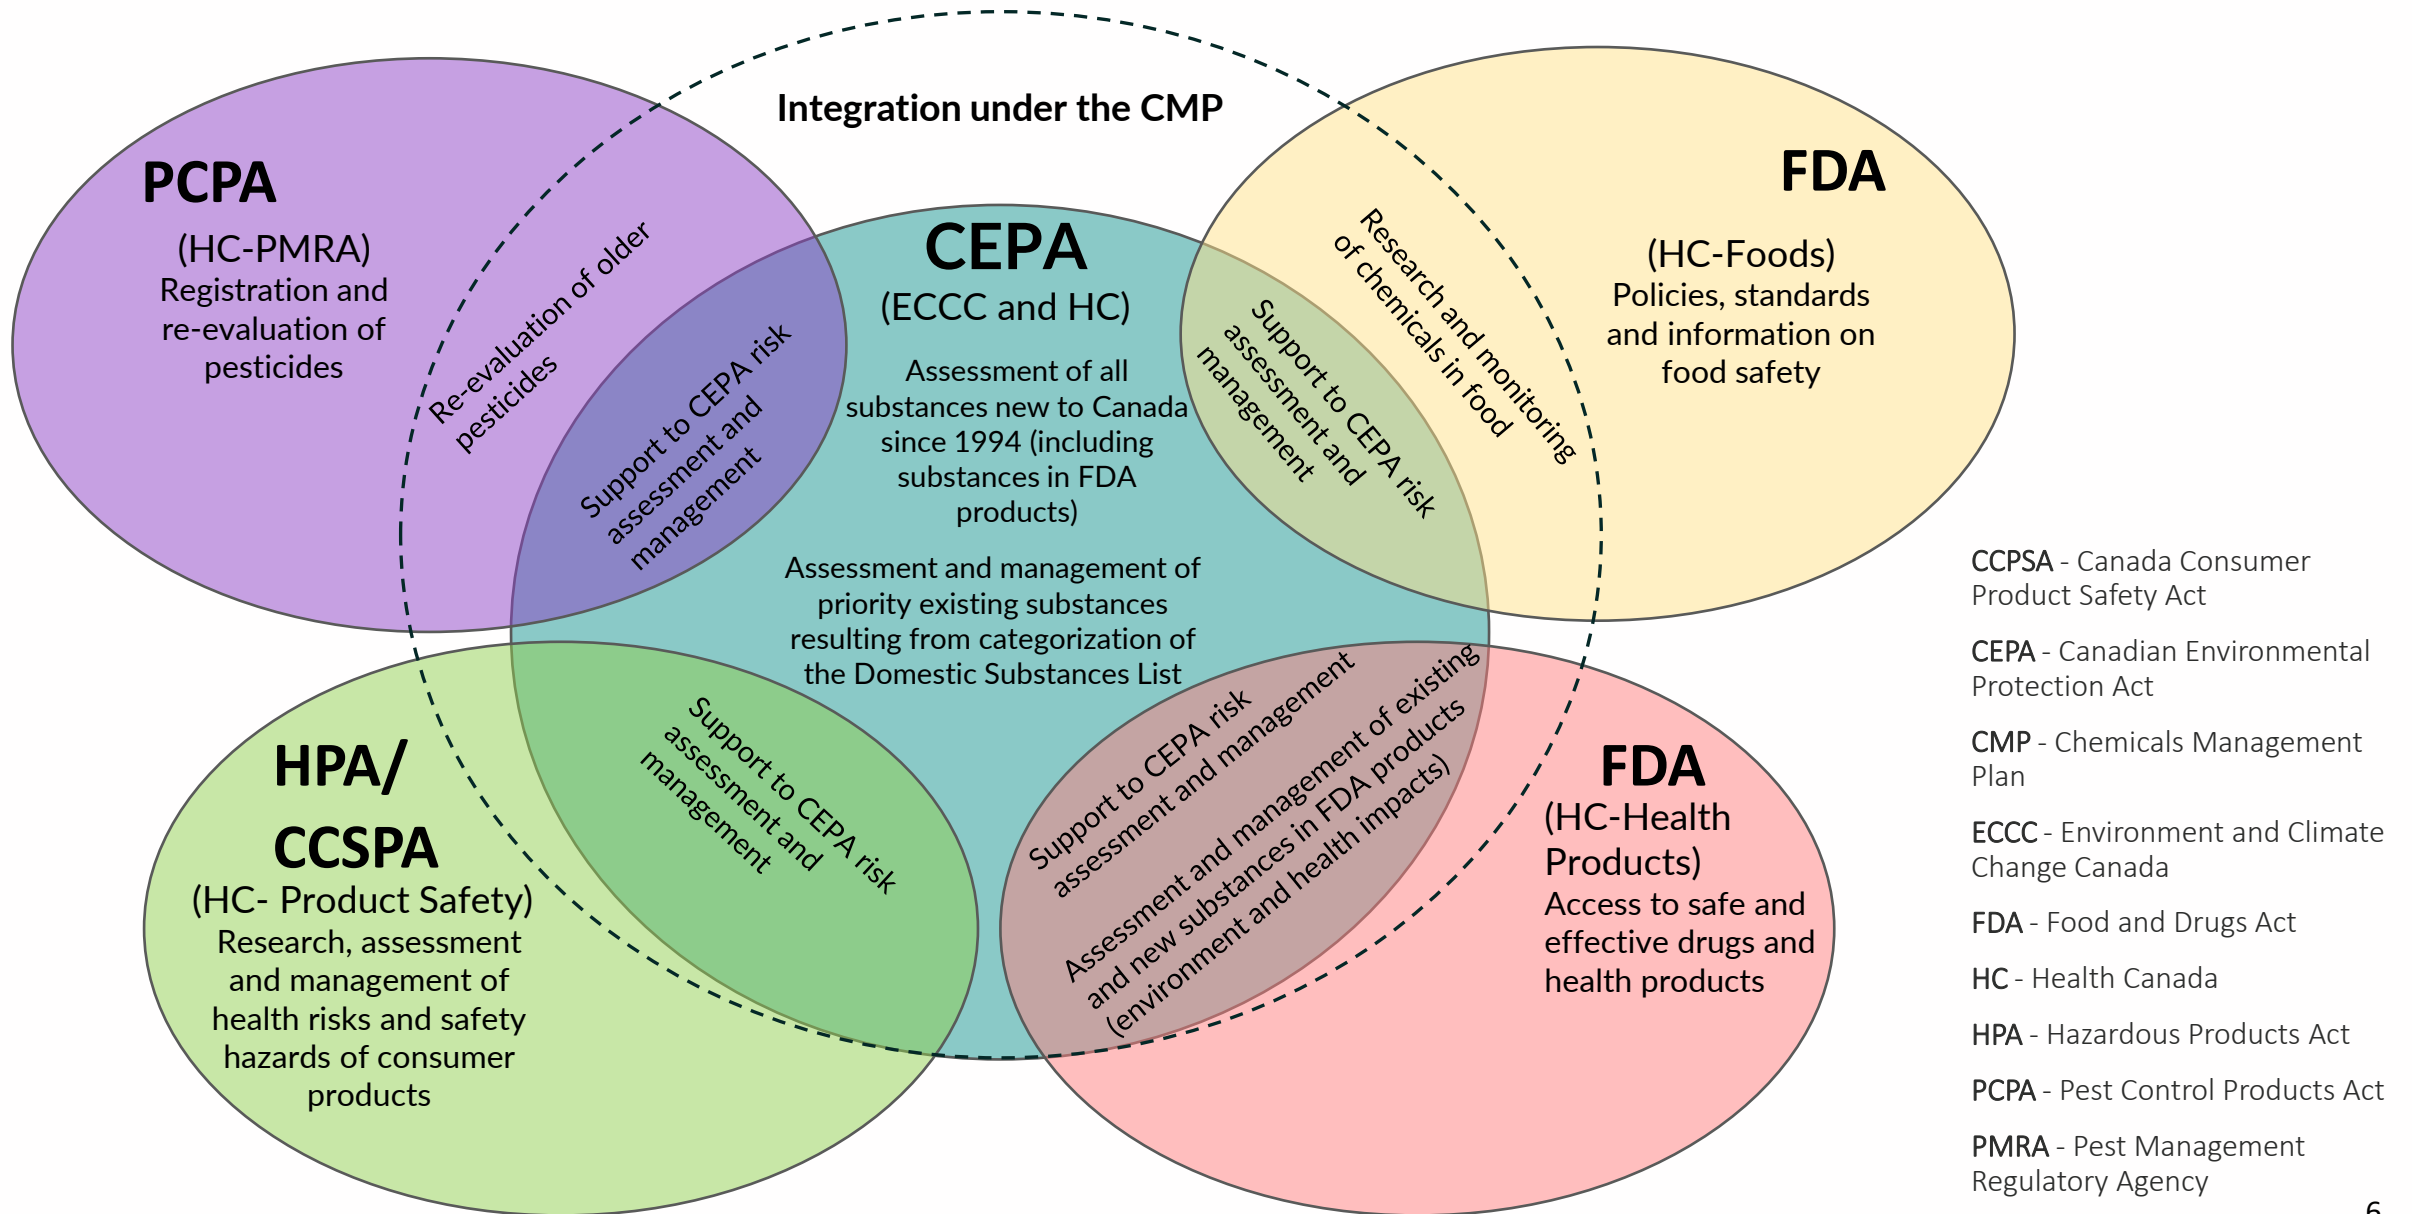 Integration under the CMP
PCPA
(HC-PMRA)
Registration and
re-evaluation of
pesticides
Re-evaluation of older
pesticides
Support to CEPA risk
assessment and
management
CEPA
(ECCC and HC)
Assessment of all
substances new to Canada
since 1994 (including
substances in FDA
products)
Assessment and management of
priority existing substances
resulting from categorization of
the Domestic Substances List
Support to CEPA risk
assessment and
management
Research and monitoring
of chemicals in food
FDA
(HC-Foods)
Policies, standards
and information on
food safety
HPA/
CCSPA
(HC- Product Safety)
Research, assessment
and management of
health risks and safety
hazards of consumer
products
Support to CEPA risk
assessment and
management
Support to CEPA risk
assessment and management
Assessment and management of existing
and new substances in FDA products
(environment and health impacts)
FDA
(HC-Health
Products)
Access to safe and
effective drugs and
health products
CCPSA - Canada Consumer
Product Safety Act
CEPA - Canadian Environmental
Protection Act
CMP - Chemicals Management
Plan
ECCC - Environment and Climate
Change Canada
FDA - Food and Drugs Act
HC - Health Canada
HPA - Hazardous Products Act
PCPA - Pest Control Products Act
PMRA - Pest Management
Regulatory Agency
6